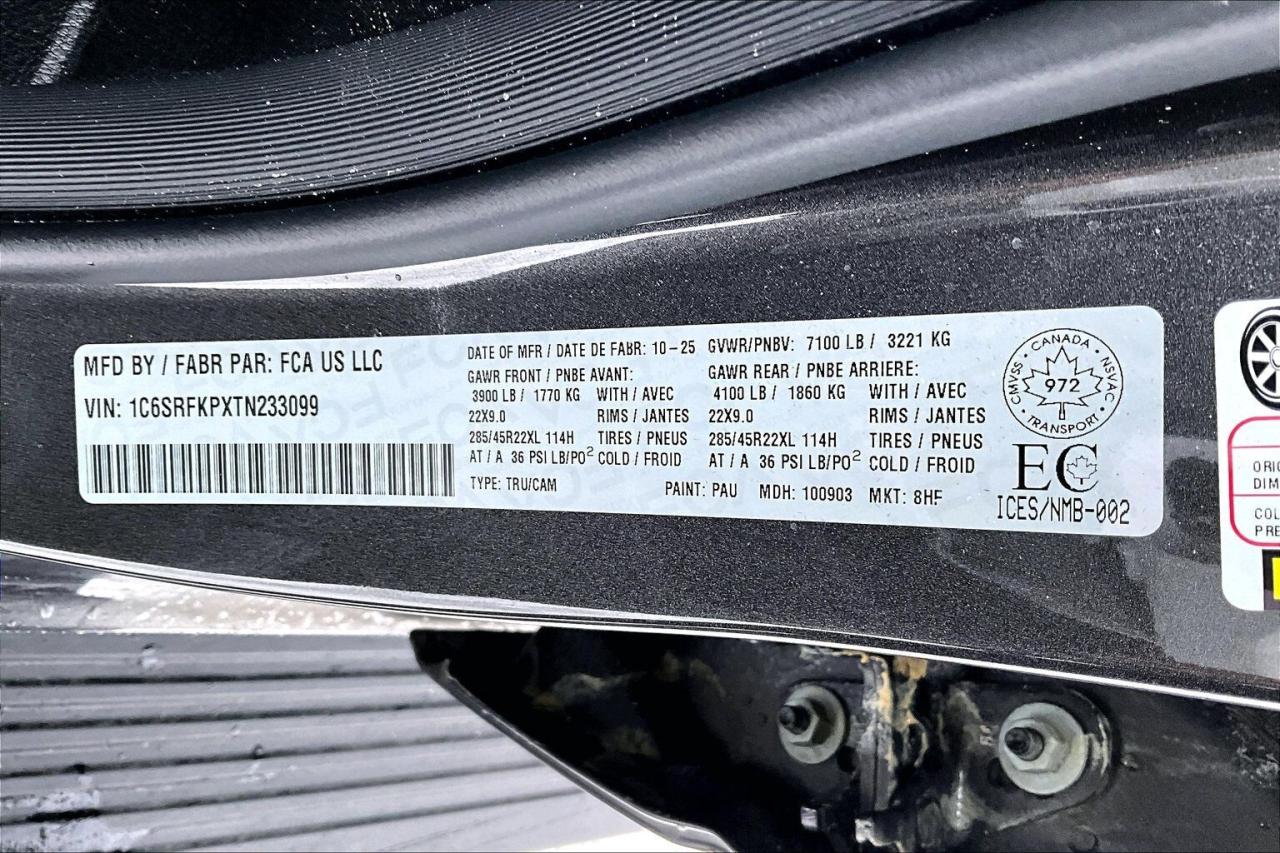 MFD BY / FABR PAR: FCA US LLC
VIN: 1C6SRFKPXTN233099
DATE OF MFR / DATE DE FABR: 10-25 GVWR/PNBV: 7100 LB / 3221 KG
GAWR FRONT / PNBE AVANT: GAWR REAR / PNBE ARRIERE:
3900 LB / 1770 KG WITH / AVEC 4100 LB / 1860 KG WITH / AVEC
22X9.0 RIMS / JANTES 22X9.0 RIMS / JANTES
285/45R22XL 114H TIRES / PNEUS 285/45R22XL 114H TIRES / PNEUS
AT / A 36 PSI LB/PO² COLD / FROID AT / A 36 PSI LB/PO² COLD / FROID
TYPE: TRU/CAM PAINT: PAU MDH: 100903 MKT: 8HF
CMVSS · CANADA · NSVAC
972
· TRANSPORT ·
EC
ICES/NMB-002
ORIG
DIM
COL
PRE